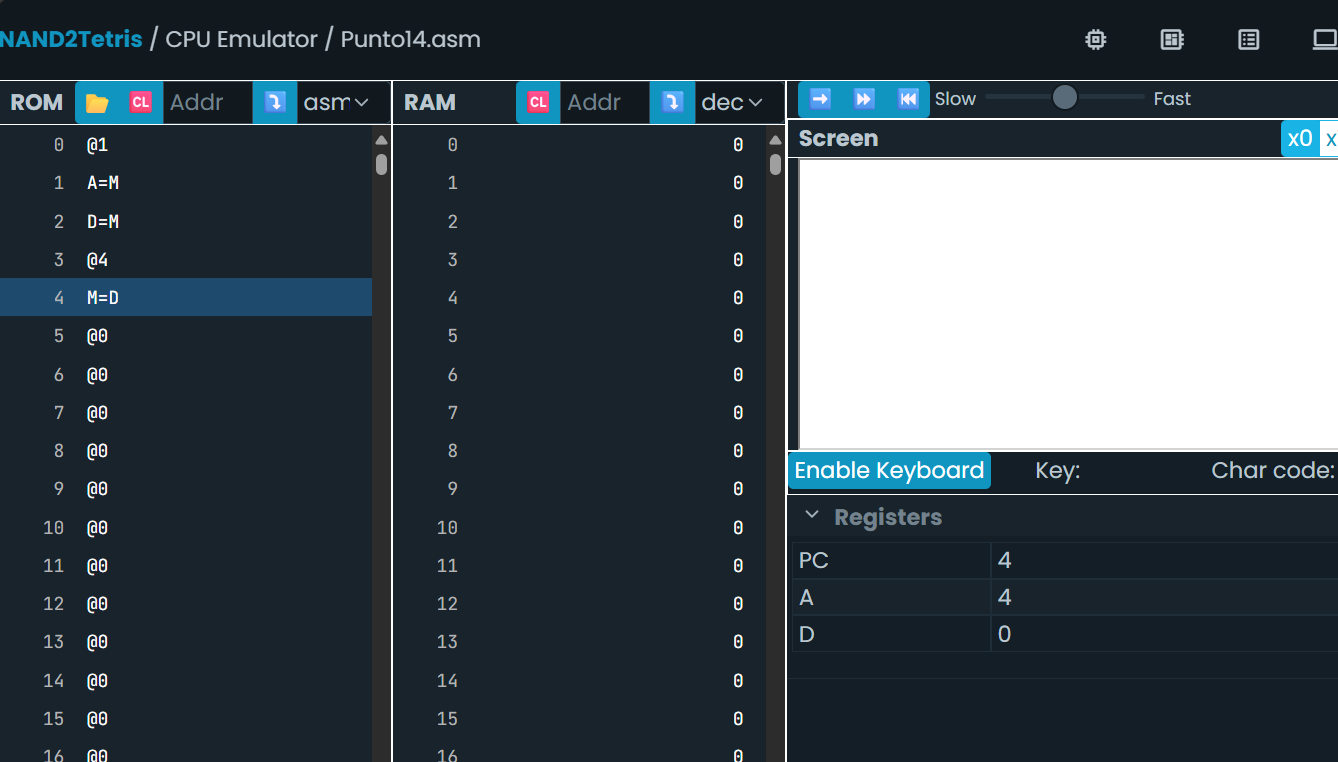 NAND2Tetris / CPU Emulator / Punto14.asm
ROM CL Addr asm
RAM CL Addr dec
Slow Fast
Screen x0 x
0 @1 0 0
1 A=M 1 0
2 D=M 2 0
3 @4 3 0
4 M=D 4 0
5 @0 5 0
6 @0 6 0
7 @0 7 0
8 @0 8 0
9 @0 9 0
10 @0 10 0
11 @0 11 0
12 @0 12 0
13 @0 13 0
14 @0 14 0
15 @0 15 0
16 @0 16 0
Enable Keyboard Key: Char code:
Registers
PC 4
A 4
D 0